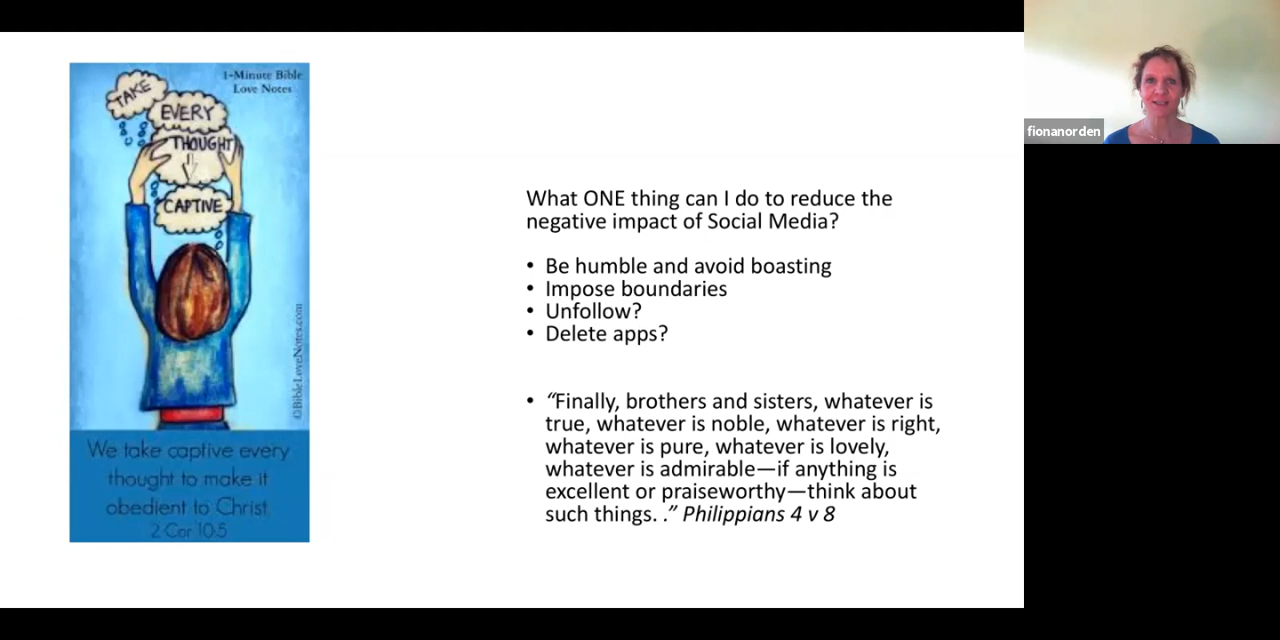 1-Minute Bible
Love Notes
TAKE
EVERY
THOUGHT
CAPTIVE
©BibleLoveNotes.com
We take captive every
thought to make it
obedient to Christ
2 Cor 10:5
What ONE thing can I do to reduce the
negative impact of Social Media?
• Be humble and avoid boasting
• Impose boundaries
• Unfollow?
• Delete apps?
• “Finally, brothers and sisters, whatever is
true, whatever is noble, whatever is right,
whatever is pure, whatever is lovely,
whatever is admirable—if anything is
excellent or praiseworthy—think about
such things. .” Philippians 4 v 8
fionanorden